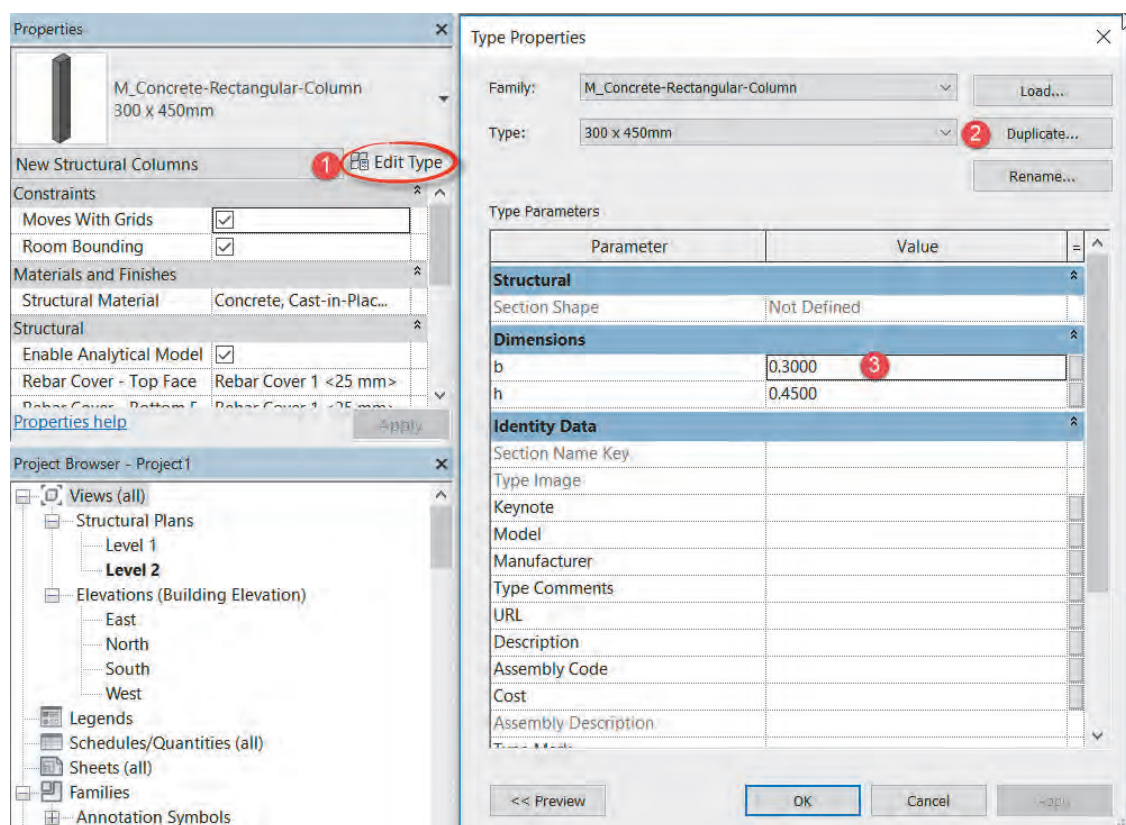 Properties
M_Concrete-Rectangular-Column
300 x 450mm
New Structural Columns
1
Edit Type
Constraints
Moves With Grids
Room Bounding
Materials and Finishes
Structural Material Concrete, Cast-in-Plac...
Structural
Enable Analytical Model
Rebar Cover - Top Face Rebar Cover 1 <25 mm>
Properties help
Apply
Project Browser - Project1
Views (all)
Structural Plans
Level 1
Level 2
Elevations (Building Elevation)
East
North
South
West
Legends
Schedules/Quantities (all)
Sheets (all)
Families
Annotation Symbols
Type Properties
Family: M_Concrete-Rectangular-Column Load...
Type: 300 x 450mm 2 Duplicate...
Rename...
Type Parameters
Parameter Value =
Structural
Section Shape Not Defined
Dimensions
b 0.3000 3
h 0.4500
Identity Data
Section Name Key
Type Image
Keynote
Model
Manufacturer
Type Comments
URL
Description
Assembly Code
Cost
Assembly Description
<< Preview OK Cancel Apply